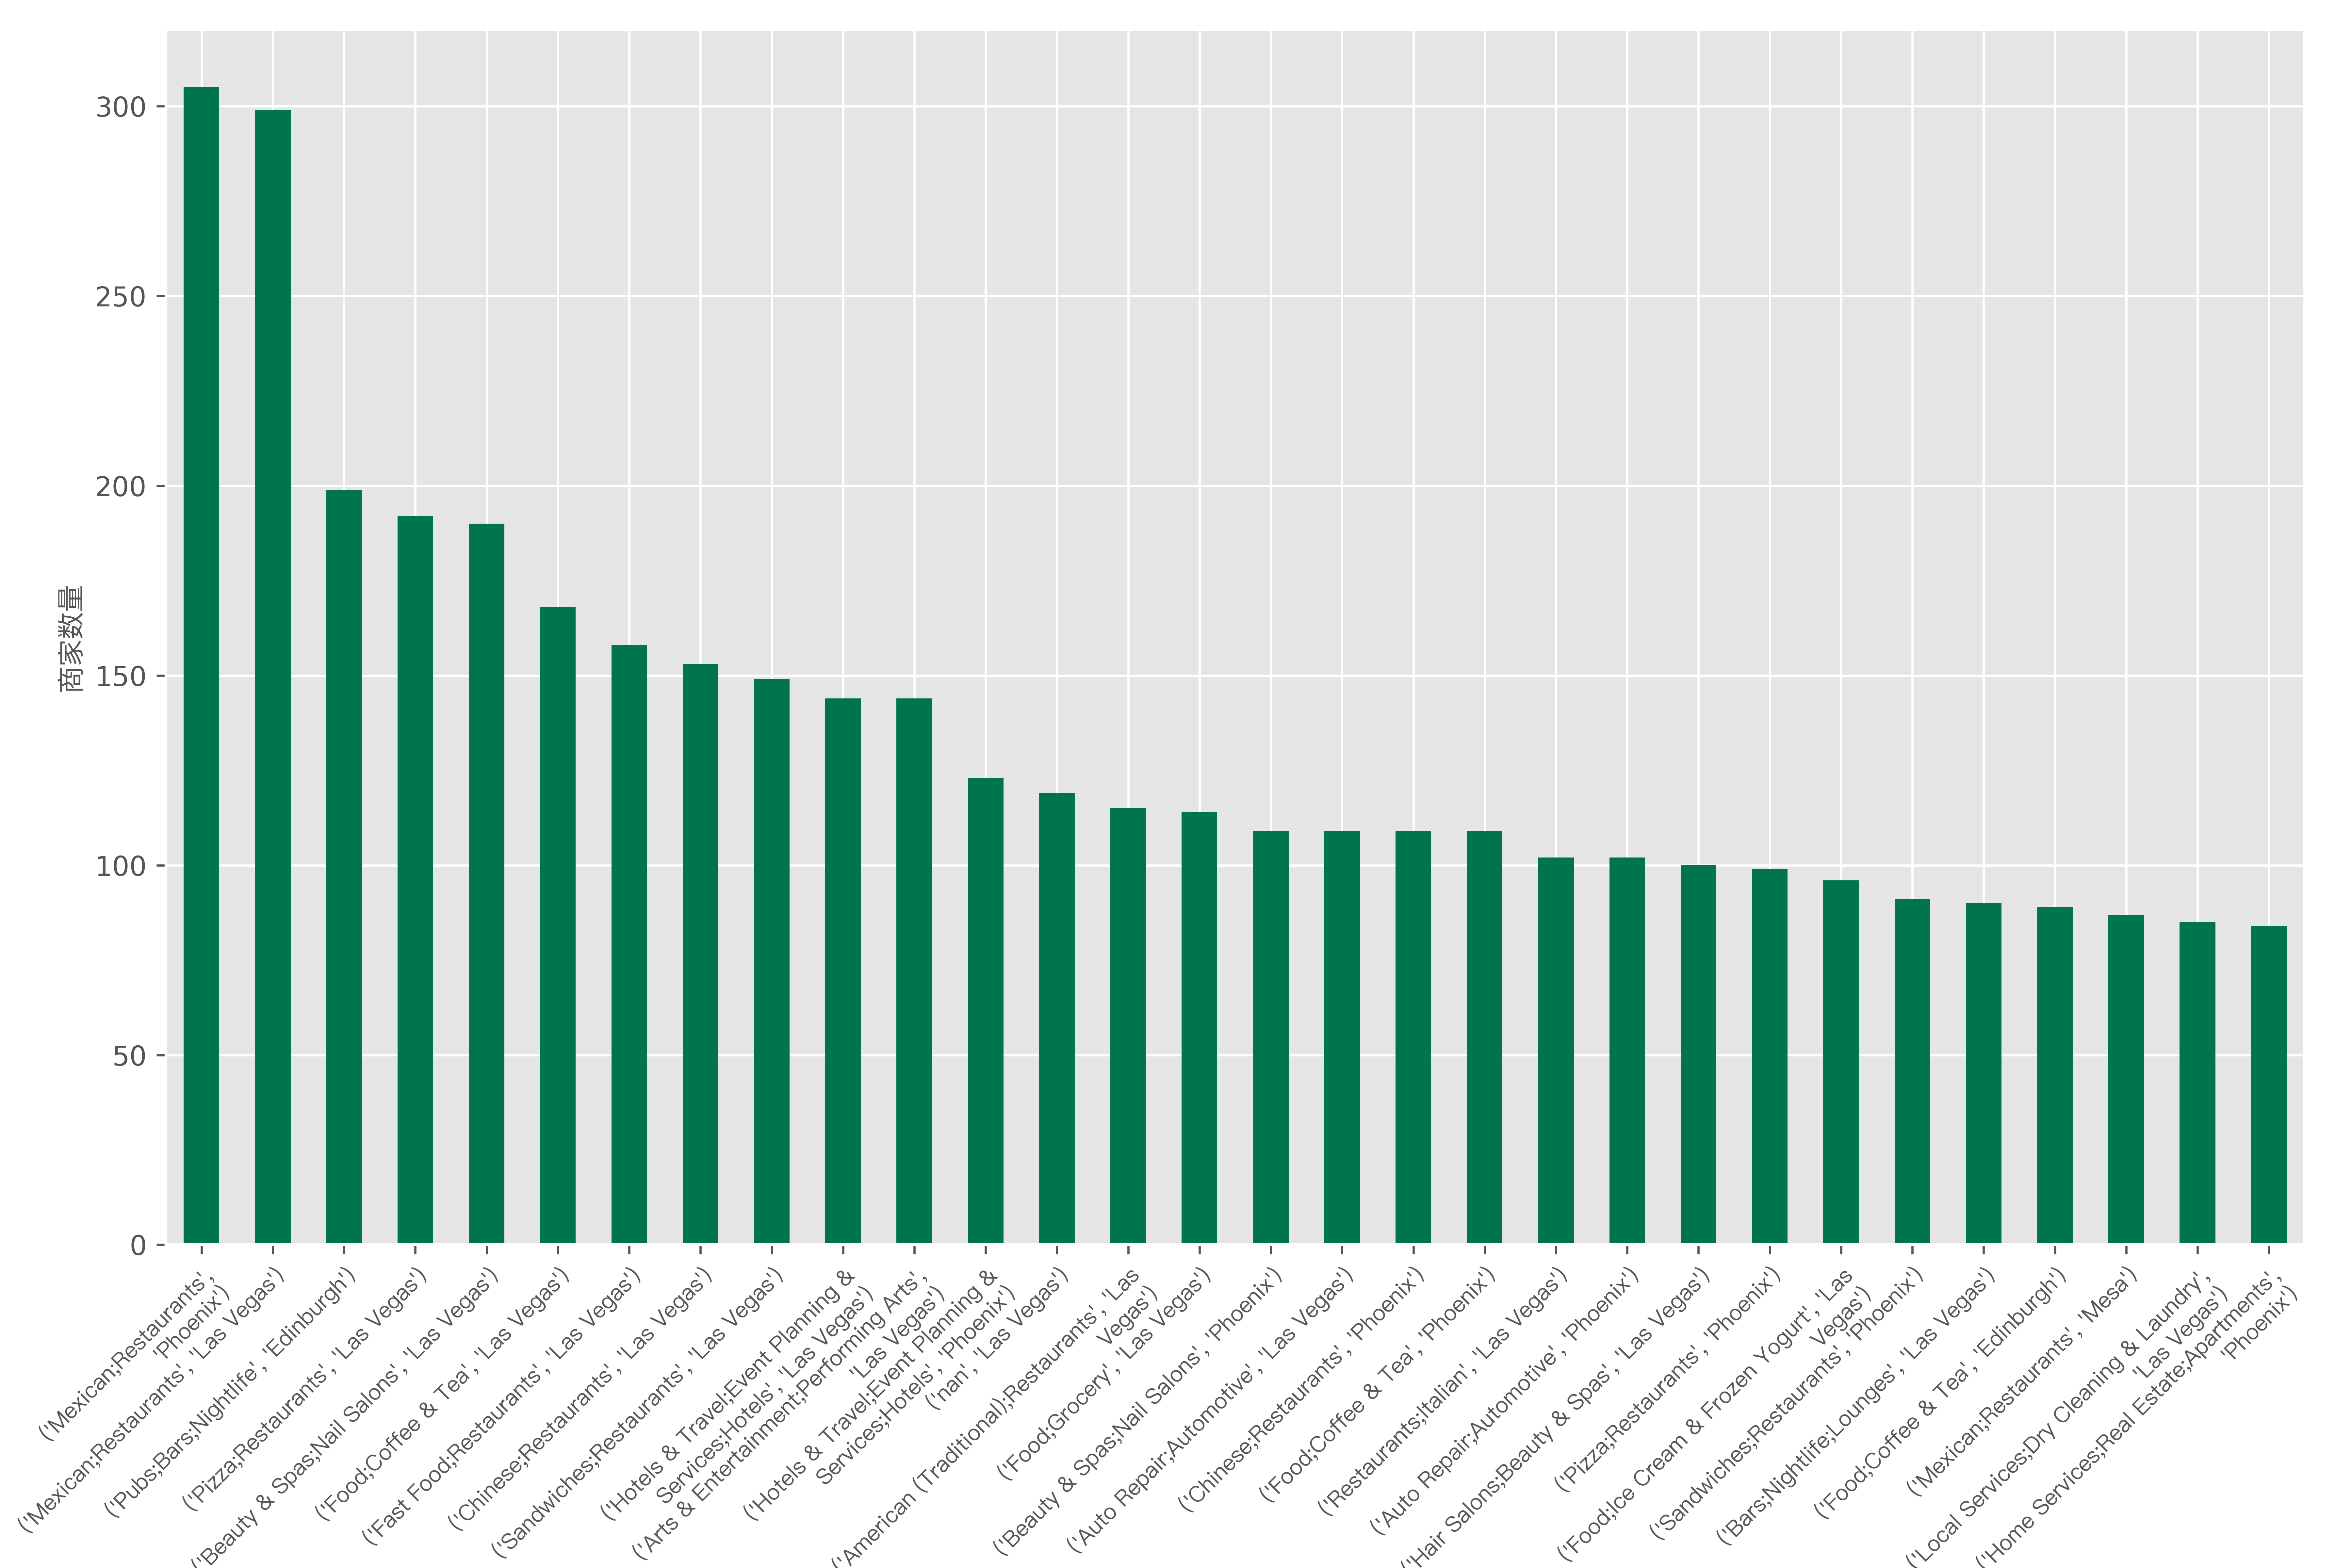 300
250
200
150
100
50
0
商家数量
('Mexican;Restaurants',
'Phoenix')
('Mexican;Restaurants', 'Las Vegas')
('Pubs;Bars;Nightlife', 'Edinburgh')
('Pizza;Restaurants', 'Las Vegas')
('Beauty & Spas;Nail Salons', 'Las Vegas')
('Food;Coffee & Tea', 'Las Vegas')
('Fast Food;Restaurants', 'Las Vegas')
('Chinese;Restaurants', 'Las Vegas')
('Sandwiches;Restaurants', 'Las Vegas')
('Hotels & Travel;Event Planning &
Services;Hotels', 'Las Vegas')
('Arts & Entertainment;Performing Arts',
'Las Vegas')
('Hotels & Travel;Event Planning &
Services;Hotels', 'Phoenix')
('nan', 'Las Vegas')
('American (Traditional);Restaurants', 'Las
Vegas')
('Food;Grocery', 'Las Vegas')
('Beauty & Spas;Nail Salons', 'Phoenix')
('Auto Repair;Automotive', 'Las Vegas')
('Chinese;Restaurants', 'Phoenix')
('Food;Coffee & Tea', 'Phoenix')
('Restaurants;Italian', 'Las Vegas')
('Auto Repair;Automotive', 'Phoenix')
('Hair Salons;Beauty & Spas', 'Las Vegas')
('Pizza;Restaurants', 'Phoenix')
('Food;Ice Cream & Frozen Yogurt', 'Las
Vegas')
('Sandwiches;Restaurants', 'Phoenix')
('Bars;Nightlife;Lounges', 'Las Vegas')
('Food;Coffee & Tea', 'Edinburgh')
('Mexican;Restaurants', 'Mesa')
('Local Services;Dry Cleaning & Laundry',
'Las Vegas')
('Home Services;Real Estate;Apartments',
'Phoenix')